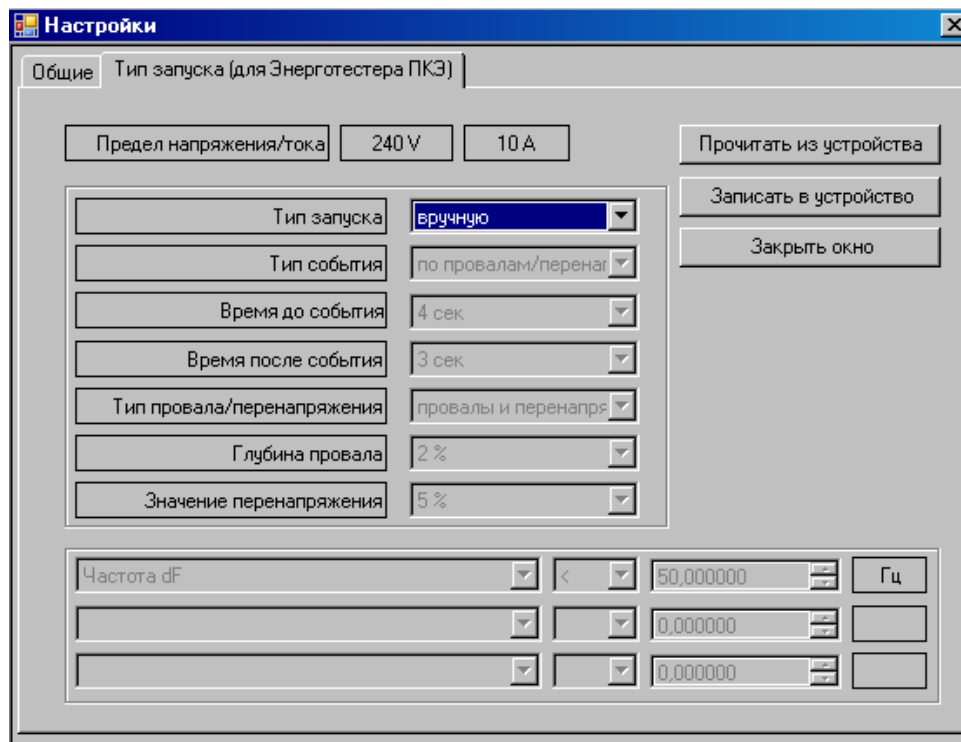 Настройки
Общие
Тип запуска (для Энерготестера ПКЭ)
Предел напряжения/тока 240 V 10 A
Прочитать из устройства
Записать в устройство
Закрыть окно
Тип запуска вручную
Тип события по провалам/перенаг
Время до события 4 сек
Время после события 3 сек
Тип провала/перенапряжения провалы и перенапря
Глубина провала 2 %
Значение перенапряжения 5 %
Частота dF < 50,000000 Гц
0,000000
0,000000